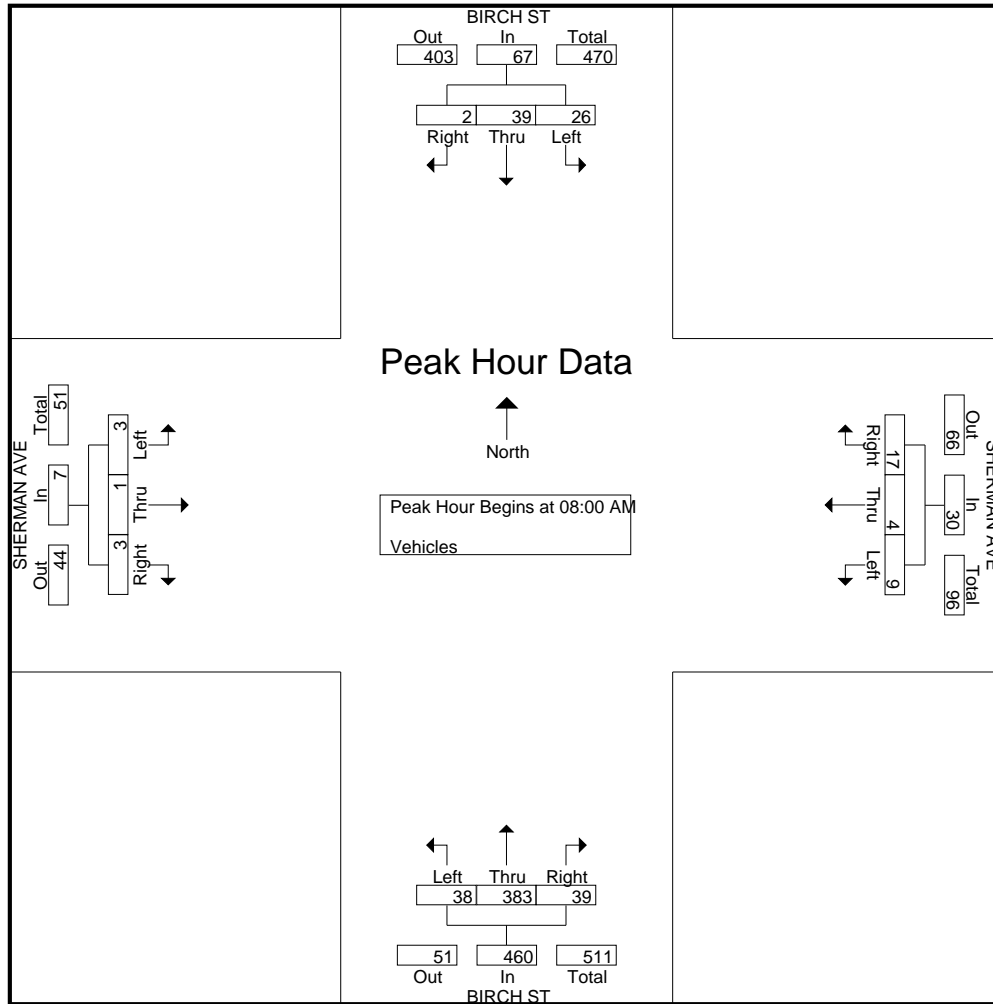 BIRCH ST
Out In Total
403 67 470
2 39 26
Right Thru Left
Peak Hour Data
North
Peak Hour Begins at 08:00 AM
Vehicles
SHERMAN AVE
Out In Total
44 7 51
3 1 3
Left Thru Right
SHERMAN AVE
Out In Total
66 30 96
17 4 9
Right Thru Left
Left Thru Right
38 383 39
51 460 511
Out In Total
BIRCH ST